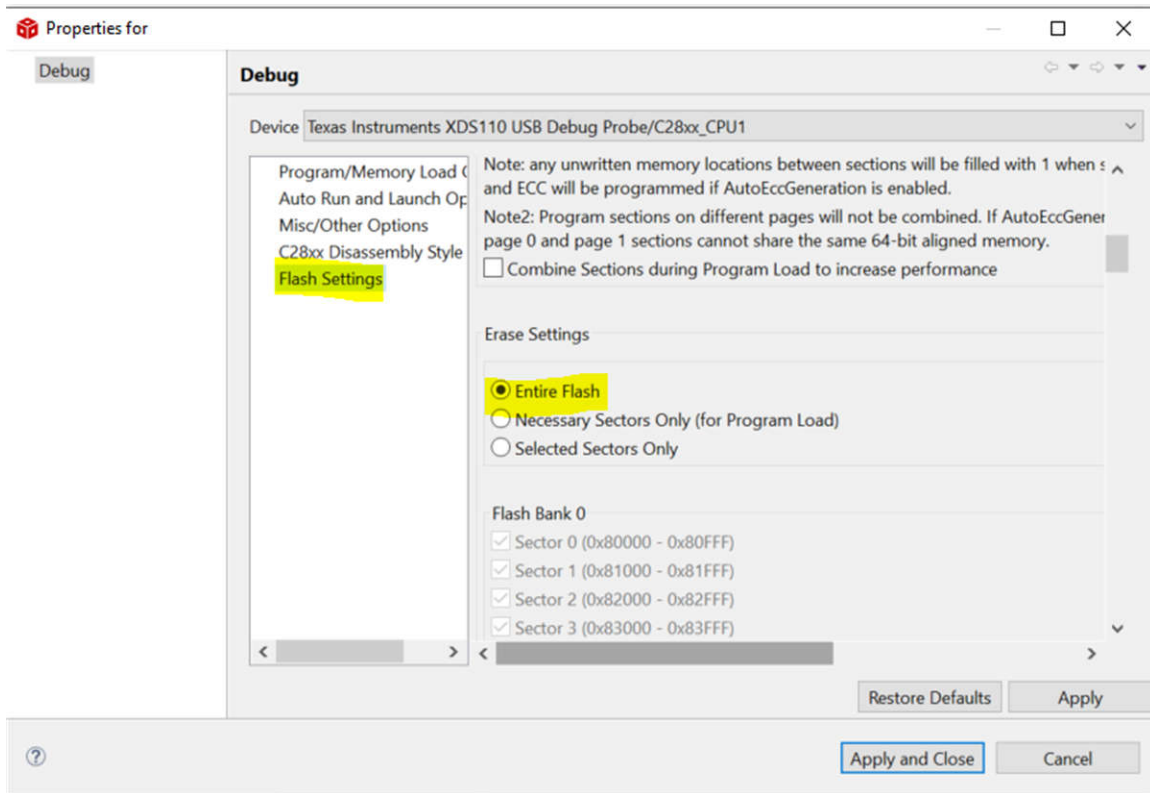 Properties for
Debug
Debug
Device Texas Instruments XDS110 USB Debug Probe/C28xx_CPU1
Program/Memory Load
Auto Run and Launch Op
Misc/Other Options
C28xx Disassembly Style
Flash Settings
Note: any unwritten memory locations between sections will be filled with 1 when s
and ECC will be programmed if AutoEccGeneration is enabled.
Note2: Program sections on different pages will not be combined. If AutoEccGener
page 0 and page 1 sections cannot share the same 64-bit aligned memory.
Combine Sections during Program Load to increase performance
Erase Settings
Entire Flash
Necessary Sectors Only (for Program Load)
Selected Sectors Only
Flash Bank 0
Sector 0 (0x80000 - 0x80FFF)
Sector 1 (0x81000 - 0x81FFF)
Sector 2 (0x82000 - 0x82FFF)
Sector 3 (0x83000 - 0x83FFF)
Restore Defaults
Apply
Apply and Close
Cancel